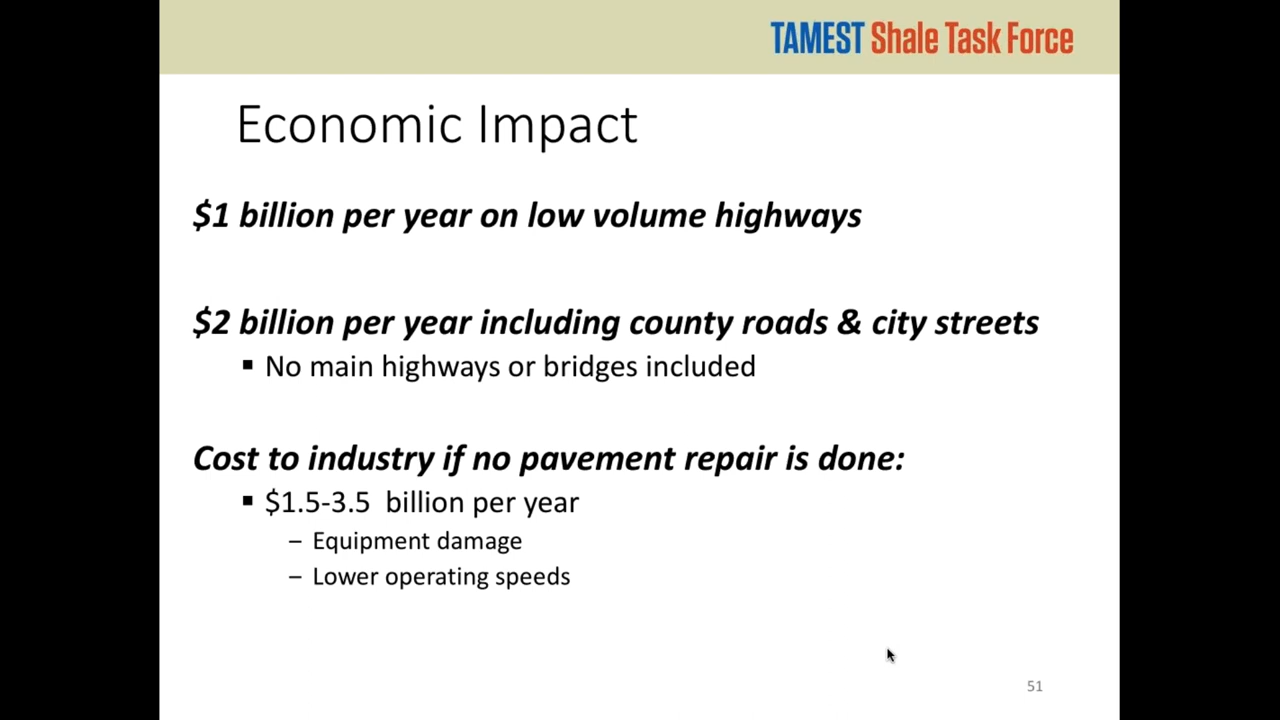 TAMEST Shale Task Force
Economic Impact
$1 billion per year on low volume highways
$2 billion per year including county roads & city streets
▪ No main highways or bridges included
Cost to industry if no pavement repair is done:
▪ $1.5-3.5 billion per year
– Equipment damage
– Lower operating speeds
51